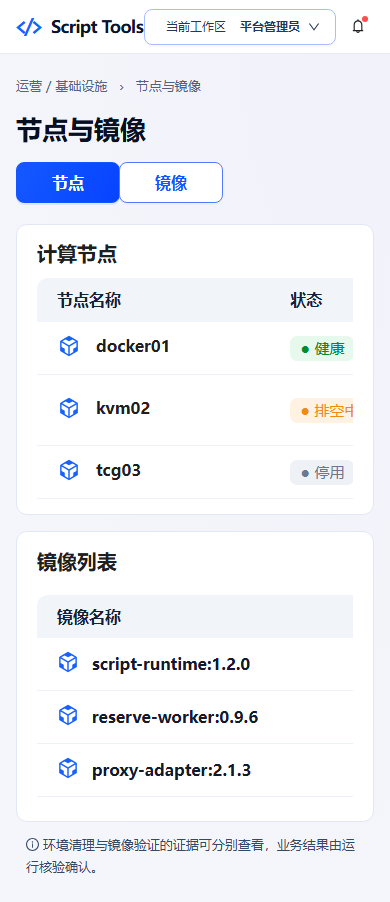 Script Tools 当前工作区 平台管理员
运营 / 基础设施 › 节点与镜像
节点与镜像
节点 镜像
计算节点
节点名称 状态
docker01 健康
kvm02 排空中
tcg03 停用
镜像列表
镜像名称
script-runtime:1.2.0
reserve-worker:0.9.6
proxy-adapter:2.1.3
环境清理与镜像验证的证据可分别查看，业务结果由运
行核验确认。